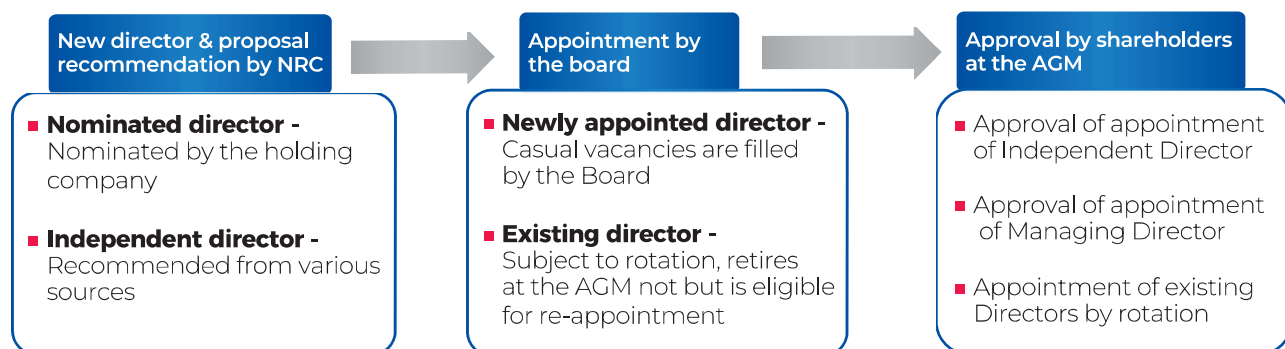 New director & proposal
recommendation by NRC
Nominated director -
Nominated by the holding
company
Independent director -
Recommended from various
sources
Appointment by
the board
Newly appointed director -
Casual vacancies are filled
by the Board
Existing director -
Subject to rotation, retires
at the AGM not but is eligible
for re-appointment
Approval by shareholders
at the AGM
Approval of appointment
of Independent Director
Approval of appointment
of Managing Director
Appointment of existing
Directors by rotation